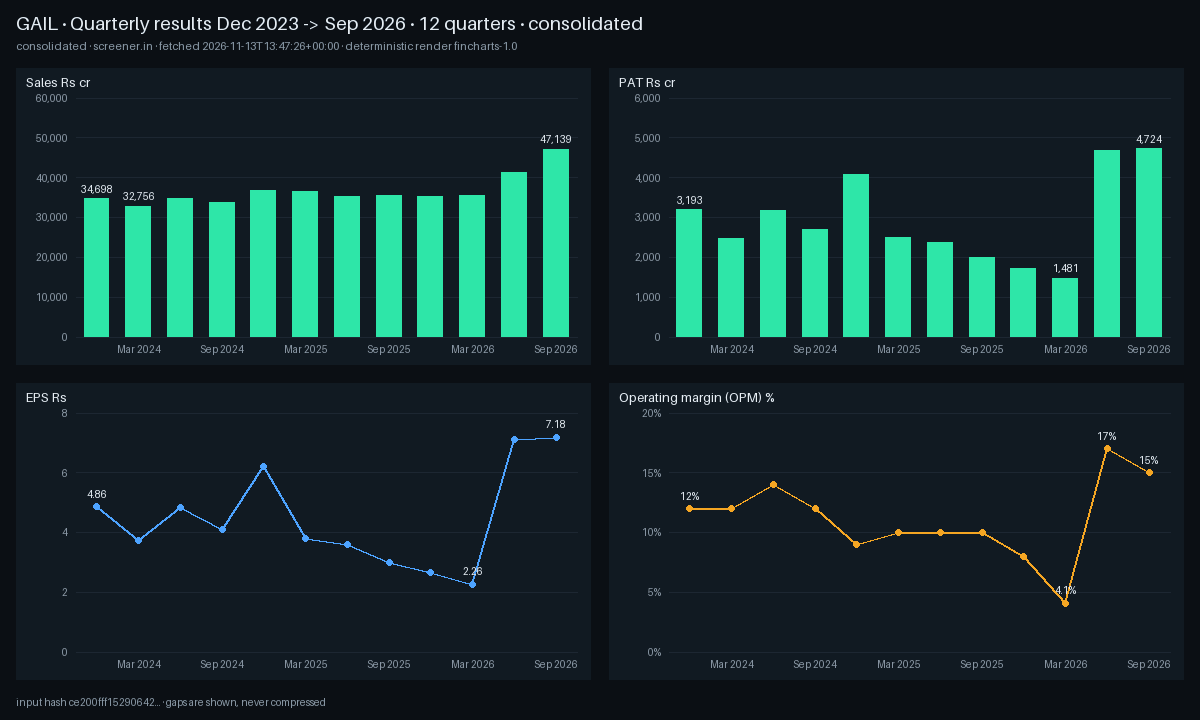 GAIL · Quarterly results Dec 2023 -> Sep 2026 · 12 quarters · consolidated
consolidated · screener.in · fetched 2026-11-13T13:47:26+00:00 · deterministic render fincharts-1.0
Sales Rs cr
60,000
50,000
40,000
30,000
20,000
10,000
0
34,698
32,756
47,139
Mar 2024
Sep 2024
Mar 2025
Sep 2025
Mar 2026
Sep 2026
PAT Rs cr
6,000
5,000
4,000
3,000
2,000
1,000
0
3,193
1,481
4,724
Mar 2024
Sep 2024
Mar 2025
Sep 2025
Mar 2026
Sep 2026
EPS Rs
8
6
4
2
0
4.86
2.26
7.18
Mar 2024
Sep 2024
Mar 2025
Sep 2025
Mar 2026
Sep 2026
Operating margin (OPM) %
20%
15%
10%
5%
0%
12%
4.1%
17%
15%
Mar 2024
Sep 2024
Mar 2025
Sep 2025
Mar 2026
Sep 2026
input hash ce200fff15290642… · gaps are shown, never compressed